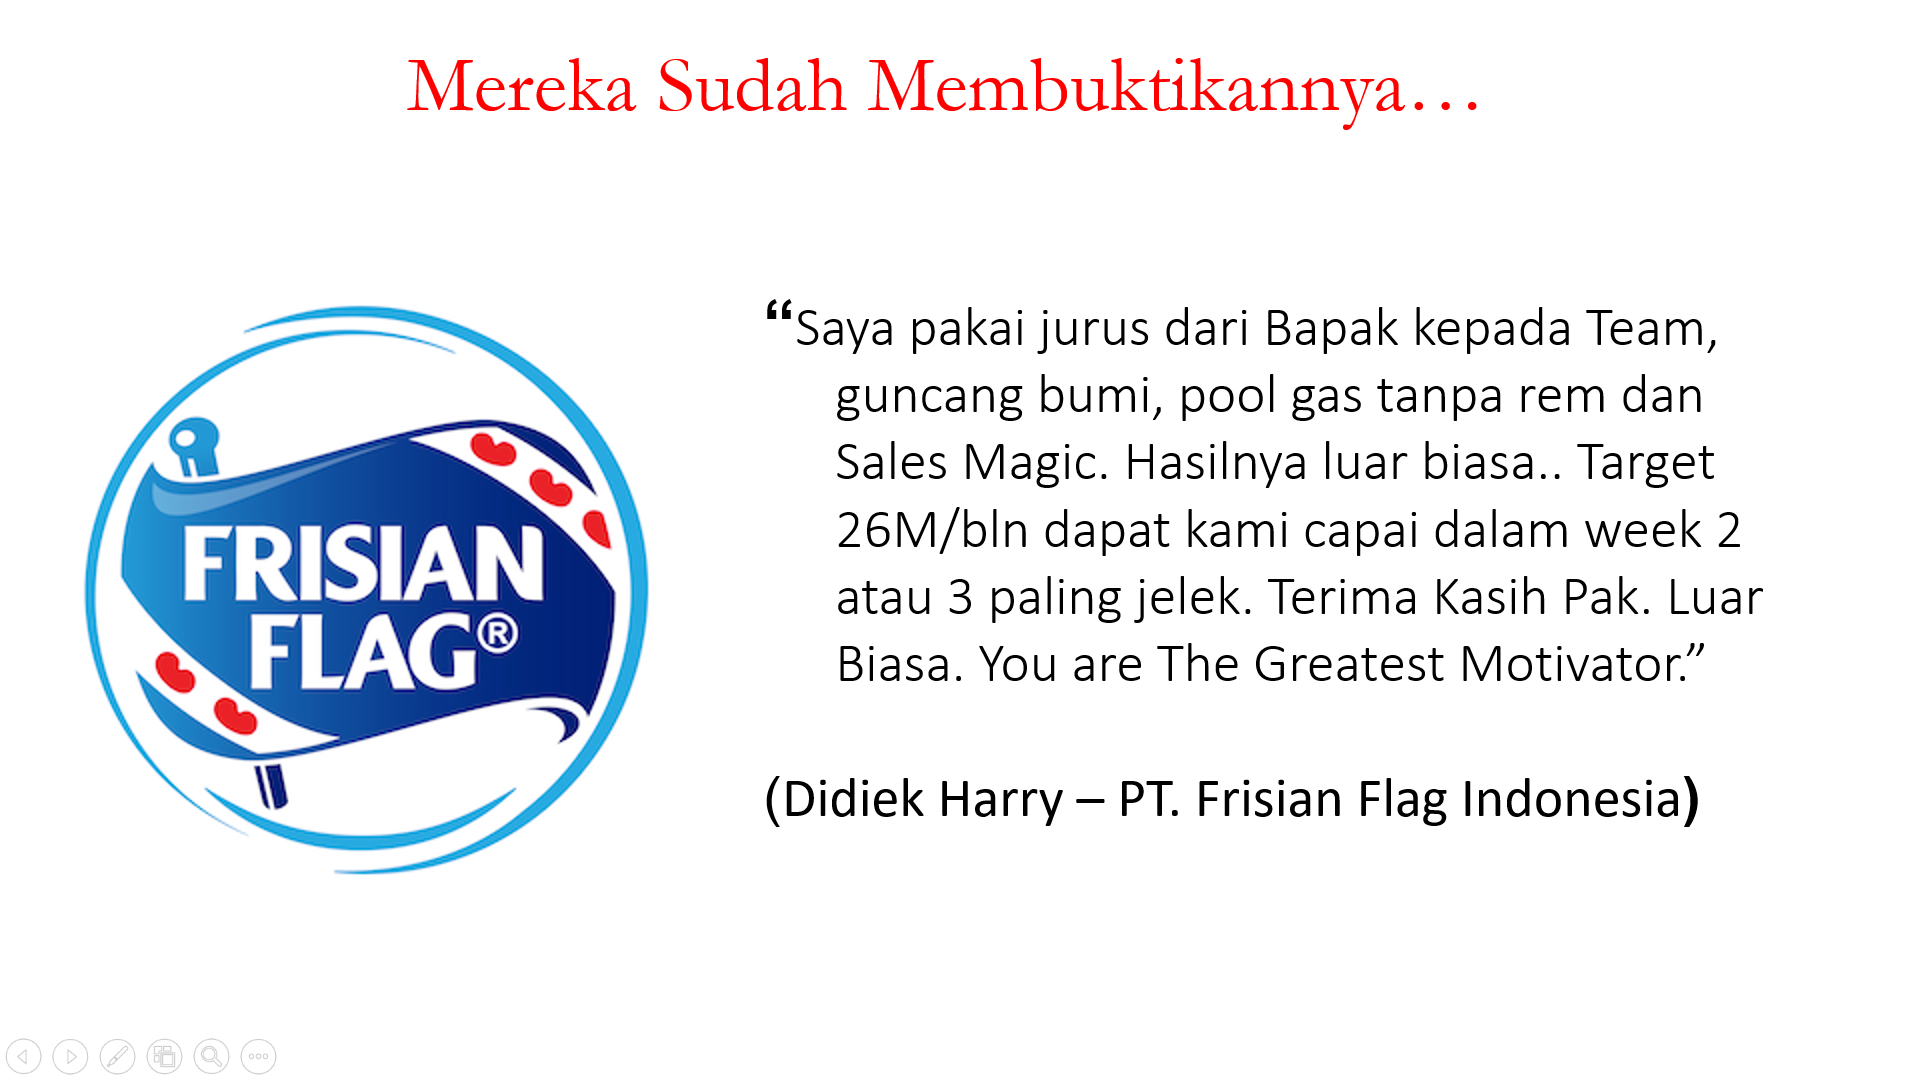 Mereka Sudah Membuktikannya…
FRISIAN
FLAG®
“Saya pakai jurus dari Bapak kepada Team,
guncang bumi, pool gas tanpa rem dan
Sales Magic. Hasilnya luar biasa.. Target
26M/bln dapat kami capai dalam week 2
atau 3 paling jelek. Terima Kasih Pak. Luar
Biasa. You are The Greatest Motivator.”
(Didiek Harry – PT. Frisian Flag Indonesia)